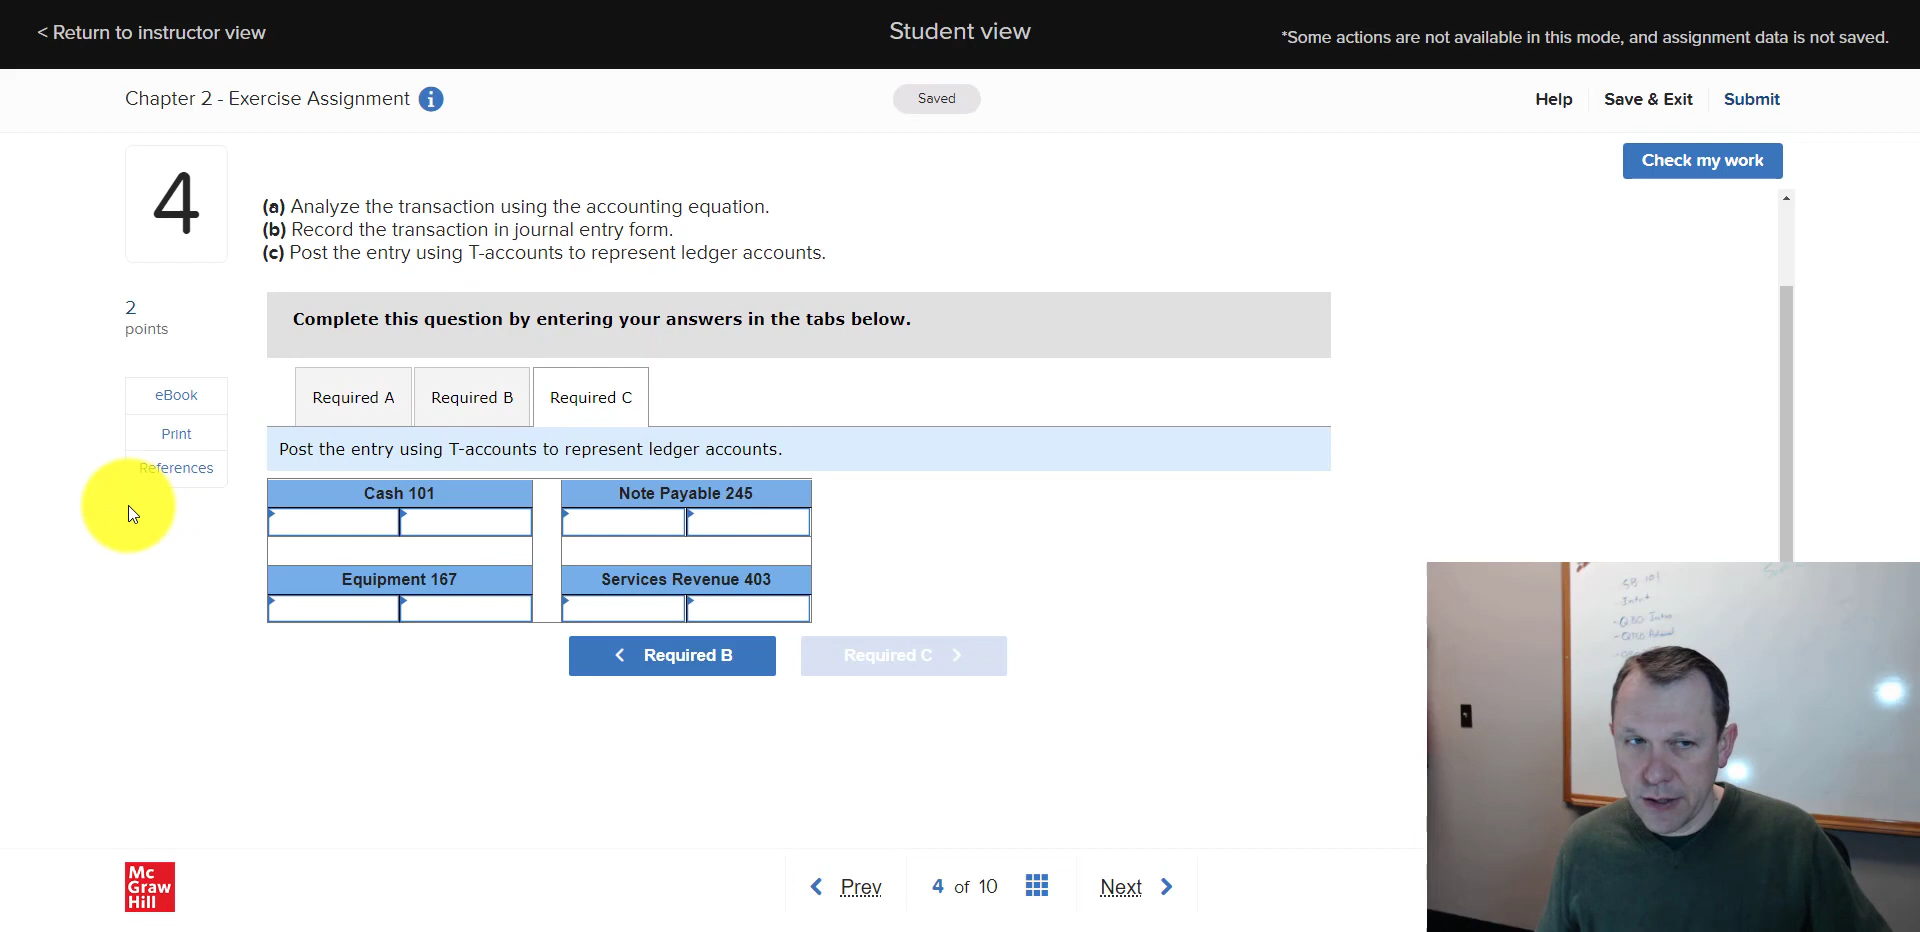 < Return to instructor view
Student view
*Some actions are not available in this mode, and assignment data is not saved.
Chapter 2 - Exercise Assignment i
Saved
Help
Save & Exit
Submit
Check my work
4
(a) Analyze the transaction using the accounting equation.
(b) Record the transaction in journal entry form.
(c) Post the entry using T-accounts to represent ledger accounts.
2
points
Complete this question by entering your answers in the tabs below.
eBook
Print
References
Required A
Required B
Required C
Post the entry using T-accounts to represent ledger accounts.
Cash 101
Note Payable 245
Equipment 167
Services Revenue 403
< Required B
Required C >
Mc
Graw
Hill
< Prev
4 of 10
Next >